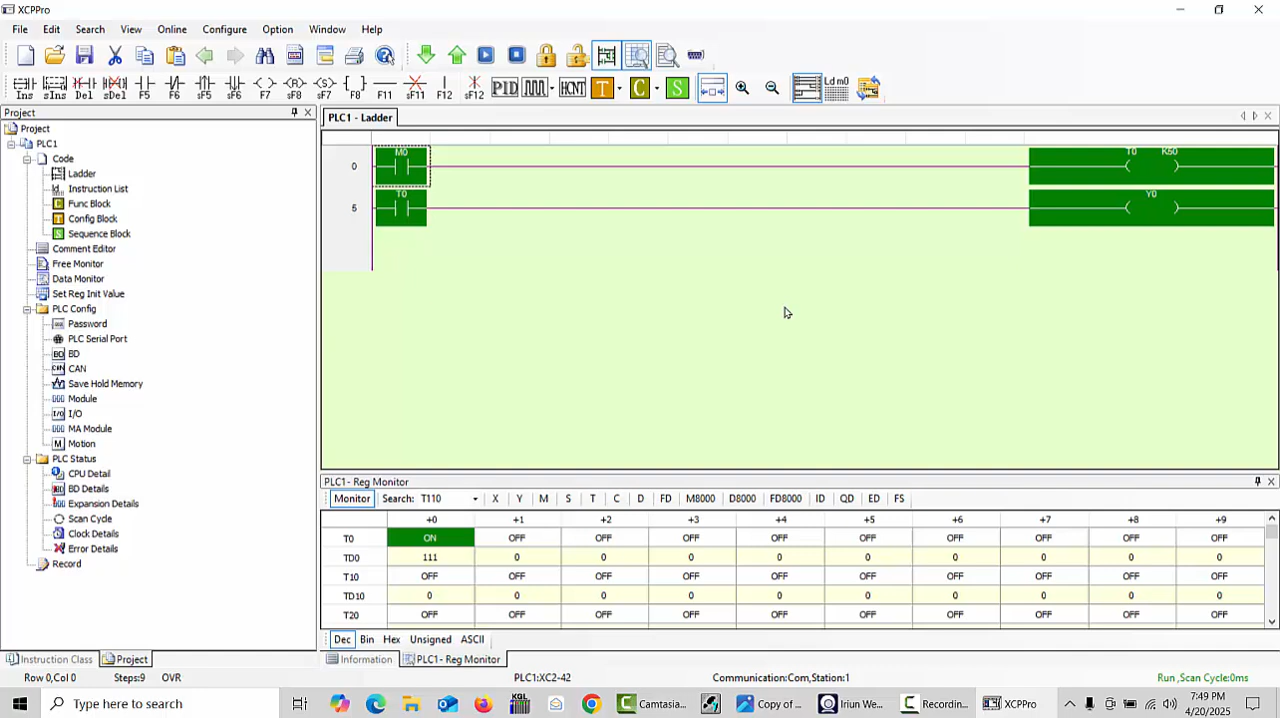 XCPPro
File Edit Search View Online Configure Option Window Help
Ins sIns Del sDel F5 F6 sF5 sF6 F7 sF8 sF7 F8 F11 sF11 F12 sF12 PID HCNT T C S Ld m0
Project
PLC1 - Ladder
Project
PLC1
Code
Ladder
Instruction List
Func Block
Config Block
Sequence Block
Comment Editor
Free Monitor
Data Monitor
Set Reg Init Value
PLC Config
Password
PLC Serial Port
BD
CAN
Save Hold Memory
Module
I/O
MA Module
Motion
PLC Status
CPU Detail
BD Details
Expansion Details
Scan Cycle
Clock Details
Error Details
Record
Instruction Class Project
0 M0 T0 K50
5 T0 Y0
PLC1- Reg Monitor
Monitor Search: T110 X Y M S T C D FD M8000 D8000 FD8000 ID QD ED FS
+0 +1 +2 +3 +4 +5 +6 +7 +8 +9
T0 ON OFF OFF OFF OFF OFF OFF OFF OFF OFF
TD0 111 0 0 0 0 0 0 0 0 0
T10 OFF OFF OFF OFF OFF OFF OFF OFF OFF OFF
TD10 0 0 0 0 0 0 0 0 0 0
T20 OFF OFF OFF OFF OFF OFF OFF OFF OFF OFF
Dec Bin Hex Unsigned ASCII
Information PLC1- Reg Monitor
Row 0,Col 0 Steps:9 OVR PLC1:XC2-42 Communication:Com,Station:1 Run ,Scan Cycle:0ms
Type here to search KGL Camtasia... Copy of ... Iriun We... Recordin... XCPPro 7:49 PM
4/20/2025